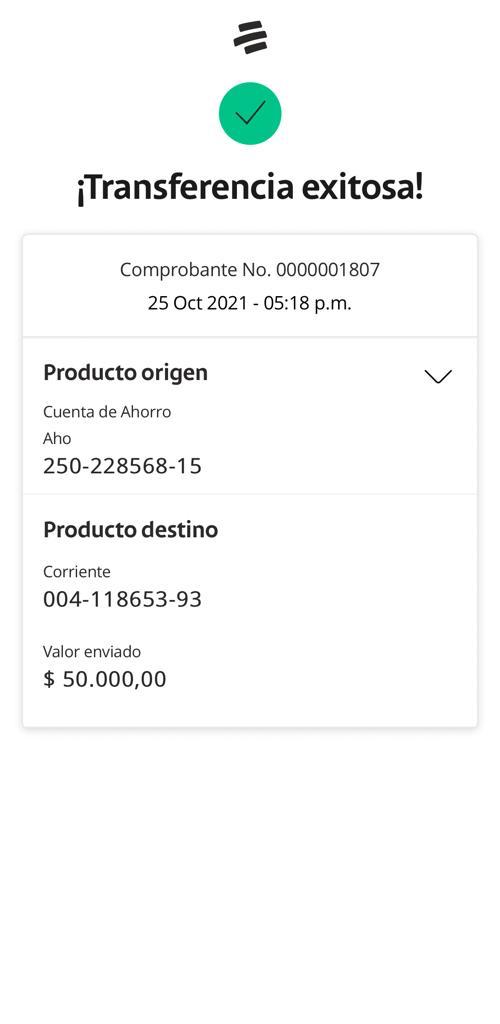 ¡Transferencia exitosa!
Comprobante No. 0000001807
25 Oct 2021 - 05:18 p.m.
Producto origen
Cuenta de Ahorro
Aho
250-228568-15
Producto destino
Corriente
004-118653-93
Valor enviado
$ 50.000,00